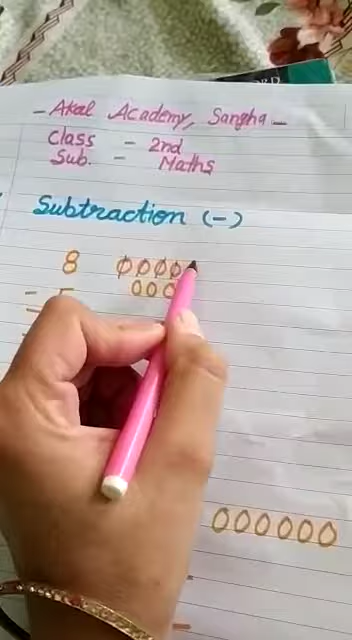 - Akal Academy, Sangha -
Class - 2nd
Sub. - Maths
Subtraction (-)
8